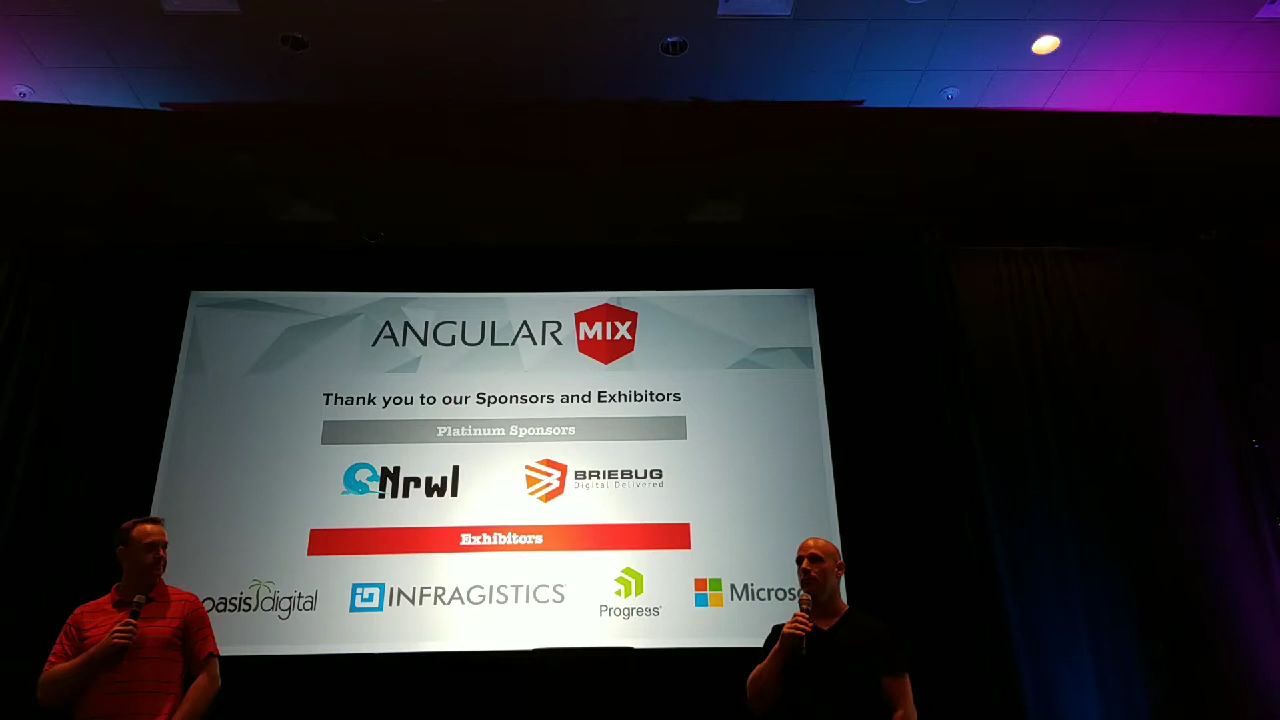 ANGULAR MIX
Thank you to our Sponsors and Exhibitors
Platinum Sponsors
Nrwl
BRIEBUG
Digital Delivered
Exhibitors
oasis digital
INFRAGISTICS
Progress
Micros